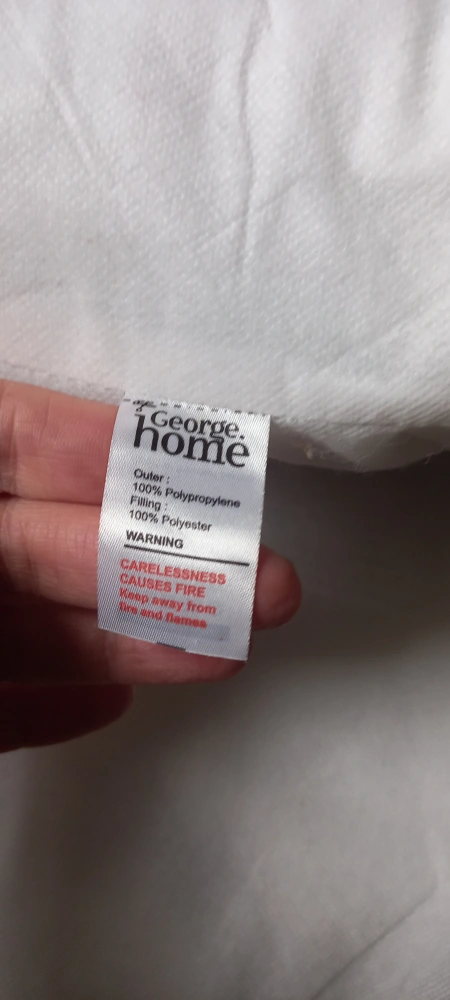 George.
home
Outer :
100% Polypropylene
Filling :
100% Polyester
WARNING
CARELESSNESS
CAUSES FIRE
Keep away from
fire and flames